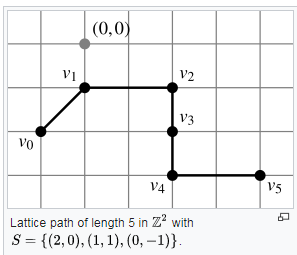 (0,0)
v₁
v₂
v₃
v₀
v₄
v₅
Lattice path of length 5 in ℤ² with
S = {(2,0),(1,1),(0,−1)}.